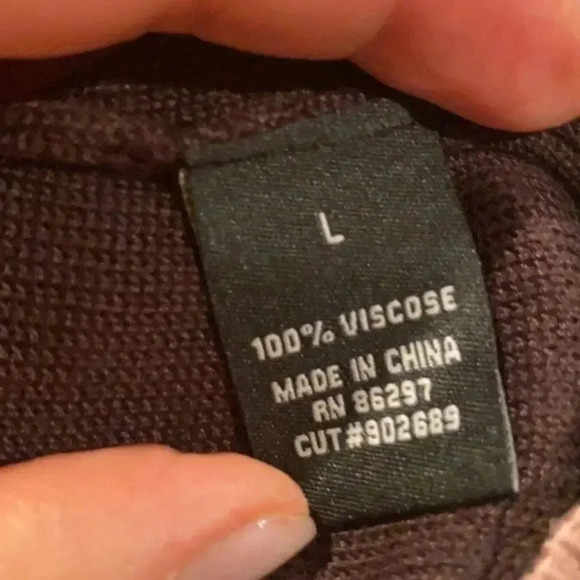 L
100% VISCOSE
MADE IN CHINA
RN 86297
CUT#902689